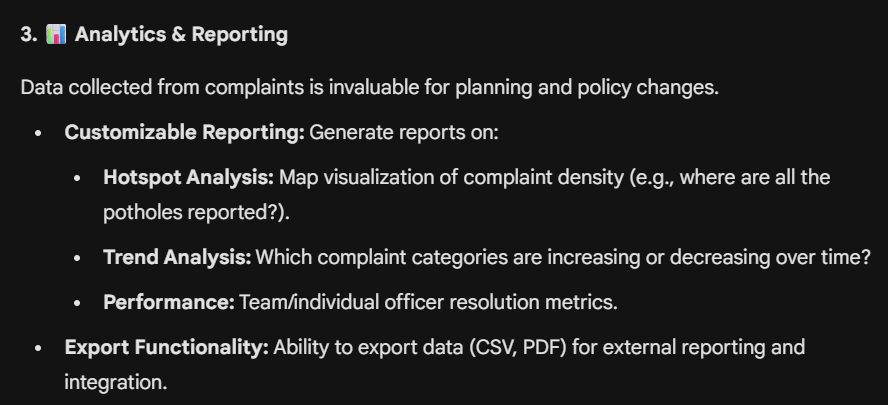 3. 📊 Analytics & Reporting
Data collected from complaints is invaluable for planning and policy changes.
• Customizable Reporting: Generate reports on:
• Hotspot Analysis: Map visualization of complaint density (e.g., where are all the
potholes reported?).
• Trend Analysis: Which complaint categories are increasing or decreasing over time?
• Performance: Team/individual officer resolution metrics.
• Export Functionality: Ability to export data (CSV, PDF) for external reporting and
integration.